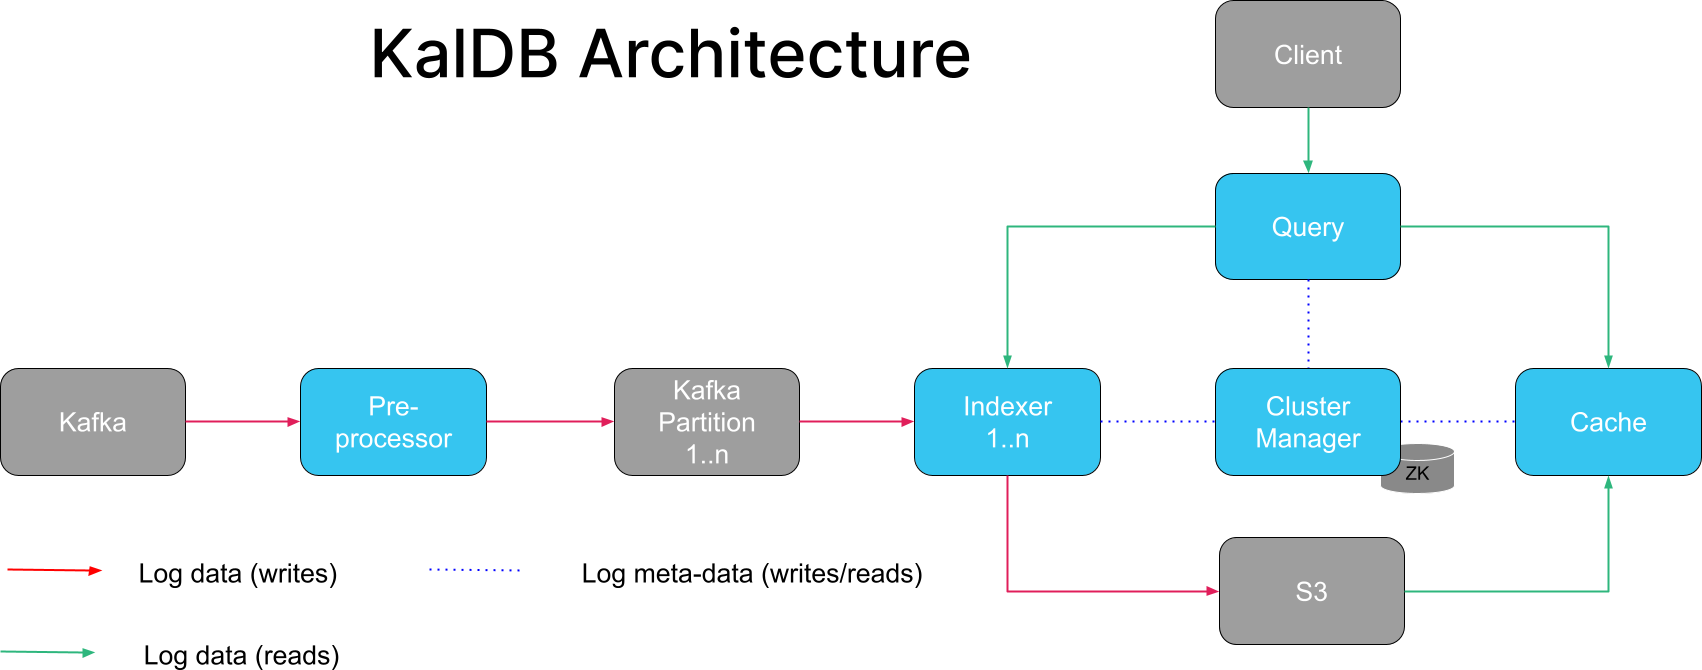 KalDB Architecture
Client
Query
Kafka
Pre-
processor
Kafka
Partition
1..n
Indexer
1..n
Cluster
Manager
ZK
Cache
S3
Log data (writes)
Log meta-data (writes/reads)
Log data (reads)